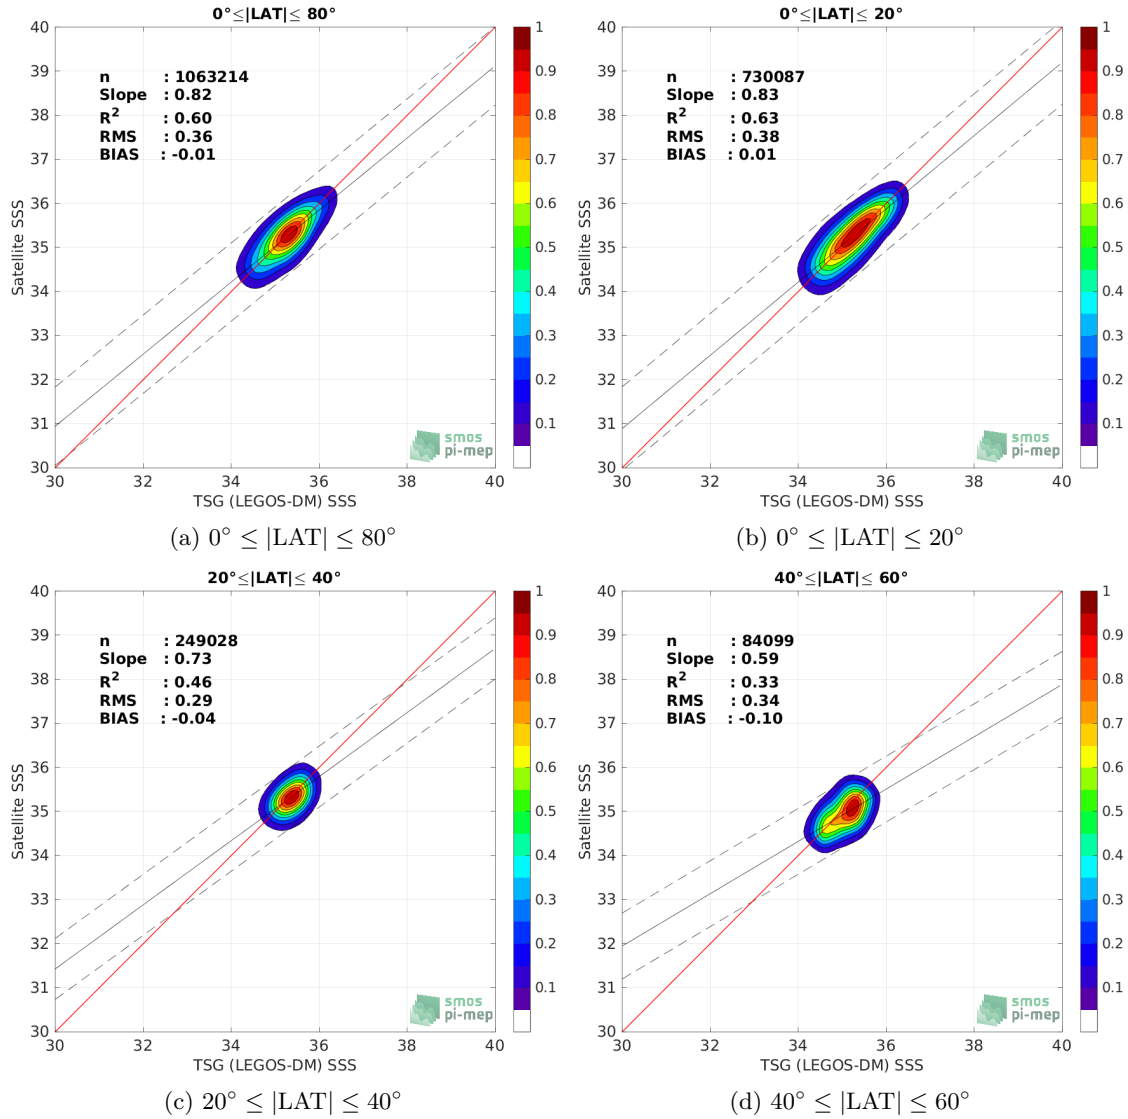 0°≤|LAT|≤ 80°
n : 1063214
Slope : 0.82
R² : 0.60
RMS : 0.36
BIAS : -0.01
40
39
38
37
36
35
34
33
32
31
30
Satellite SSS
30 32 34 36 38 40
TSG (LEGOS-DM) SSS
smos
pi-mep
1
0.9
0.8
0.7
0.6
0.5
0.4
0.3
0.2
0.1
(a) 0° ≤ |LAT| ≤ 80°
0°≤|LAT|≤ 20°
n : 730087
Slope : 0.83
R² : 0.63
RMS : 0.38
BIAS : 0.01
40
39
38
37
36
35
34
33
32
31
30
Satellite SSS
30 32 34 36 38 40
TSG (LEGOS-DM) SSS
smos
pi-mep
1
0.9
0.8
0.7
0.6
0.5
0.4
0.3
0.2
0.1
(b) 0° ≤ |LAT| ≤ 20°
20°≤|LAT|≤ 40°
n : 249028
Slope : 0.73
R² : 0.46
RMS : 0.29
BIAS : -0.04
40
39
38
37
36
35
34
33
32
31
30
Satellite SSS
30 32 34 36 38 40
TSG (LEGOS-DM) SSS
smos
pi-mep
1
0.9
0.8
0.7
0.6
0.5
0.4
0.3
0.2
0.1
(c) 20° ≤ |LAT| ≤ 40°
40°≤|LAT|≤ 60°
n : 84099
Slope : 0.59
R² : 0.33
RMS : 0.34
BIAS : -0.10
40
39
38
37
36
35
34
33
32
31
30
Satellite SSS
30 32 34 36 38 40
TSG (LEGOS-DM) SSS
smos
pi-mep
1
0.9
0.8
0.7
0.6
0.5
0.4
0.3
0.2
0.1
(d) 40° ≤ |LAT| ≤ 60°